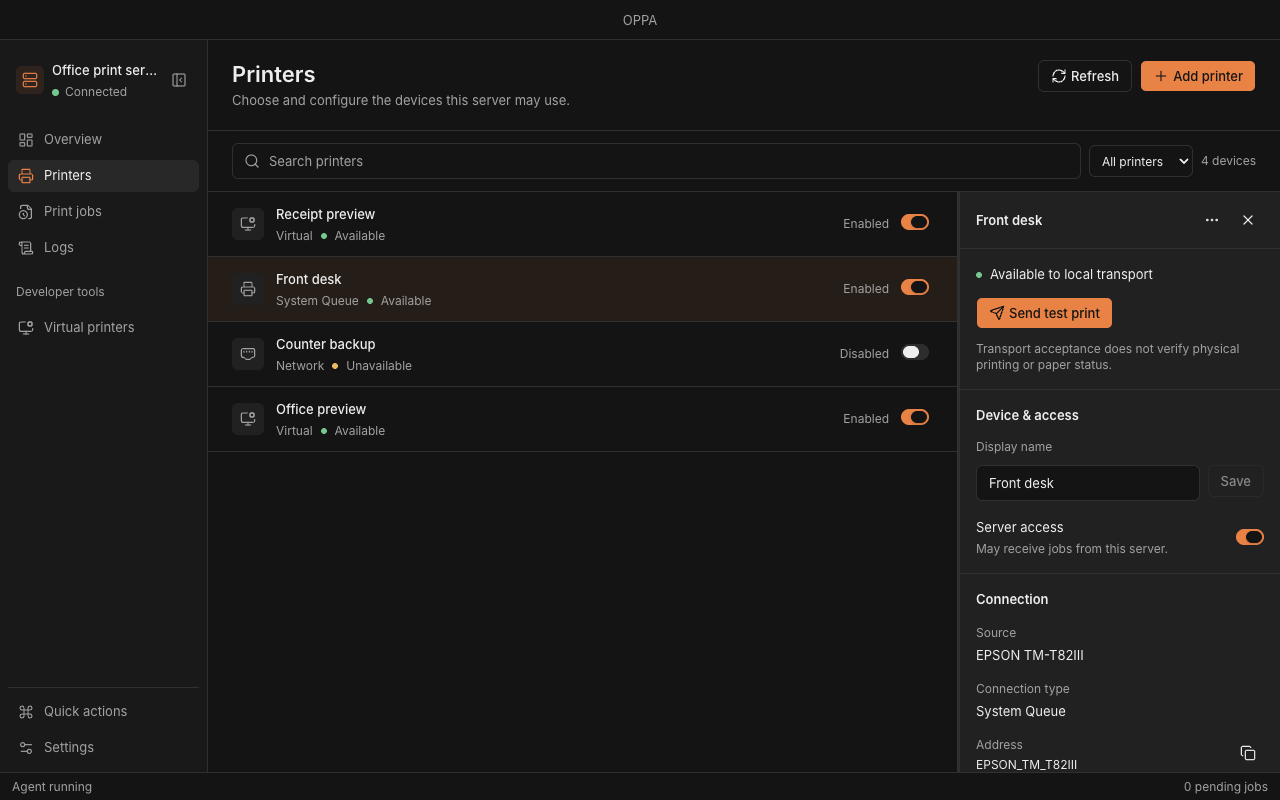 OPPA
Office print ser...
Connected
Overview
Printers
Print jobs
Logs
Developer tools
Virtual printers
Quick actions
Settings
Printers
Choose and configure the devices this server may use.
Refresh
Add printer
Search printers
All printers
4 devices
Receipt preview
Virtual Available
Enabled
Front desk
System Queue Available
Enabled
Counter backup
Network Unavailable
Disabled
Office preview
Virtual Available
Enabled
Front desk
Available to local transport
Send test print
Transport acceptance does not verify physical
printing or paper status.
Device & access
Display name
Front desk
Save
Server access
May receive jobs from this server.
Connection
Source
EPSON TM-T82III
Connection type
System Queue
Address
EPSON_TM_T82III
Agent running
0 pending jobs